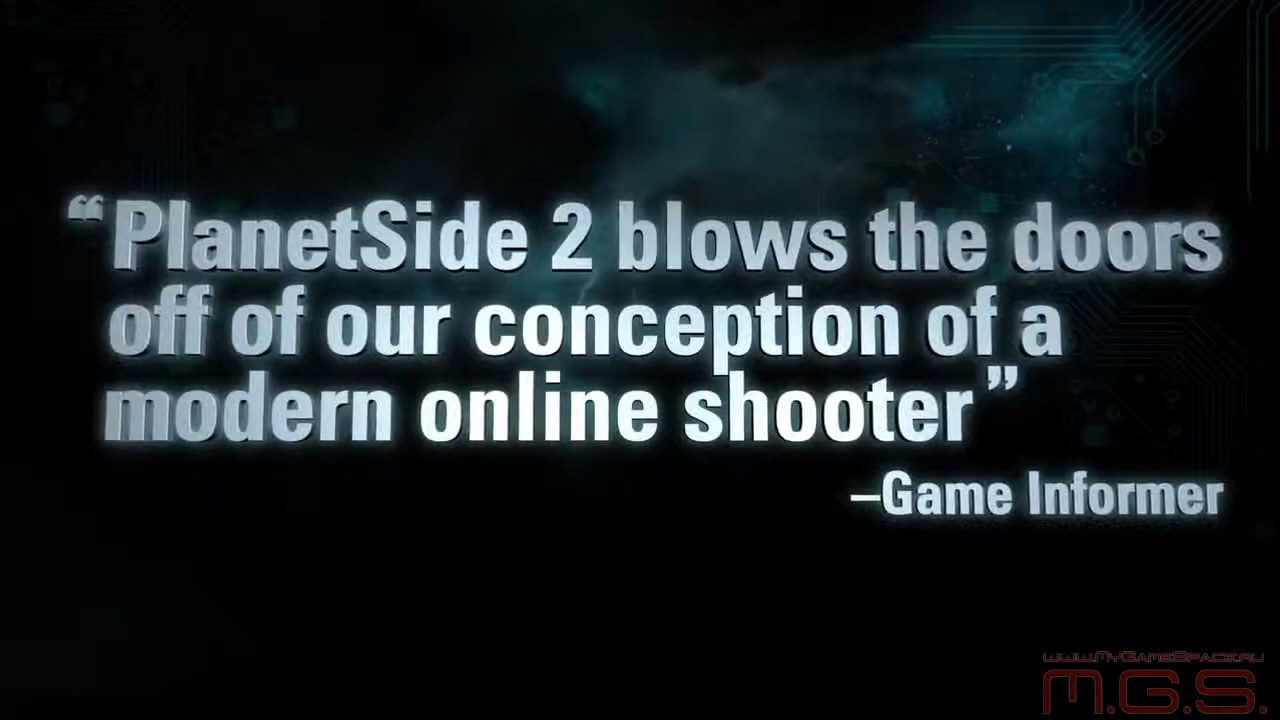 “PlanetSide 2 blows the doors
off of our conception of a
modern online shooter”
–Game Informer
www.MyGameSpace.ru
M.G.S.